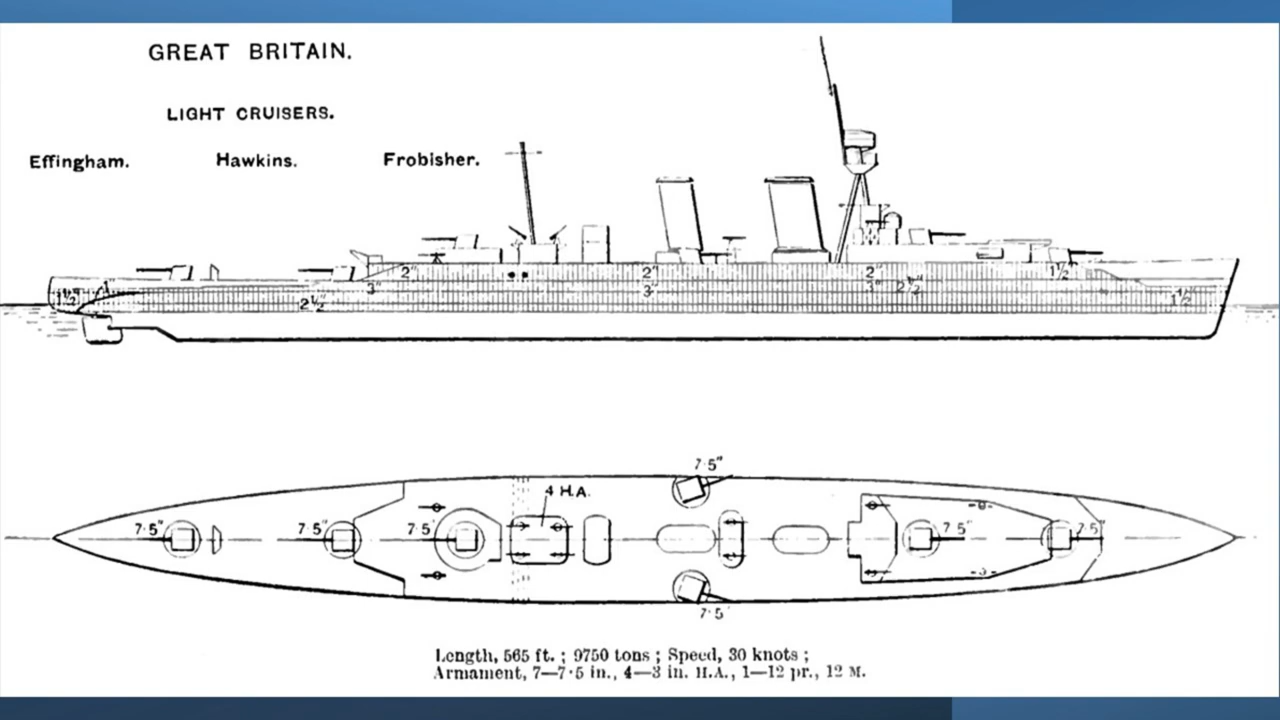 GREAT BRITAIN.
LIGHT CRUISERS.
Effingham. Hawkins. Frobisher.
2" 2" 2 1½"
1½" 1" 3" 3" 3" 2½" 1½"
2½"
7·5"
4 H.A.
7·5" 7·5" 7·5" 7·5" 7·5"
7·5"
Length, 565 ft. ; 9750 tons ; Speed, 30 knots ;
Armament, 7—7·5 in., 4—3 in. H.A., 1—12 pr., 12 M.